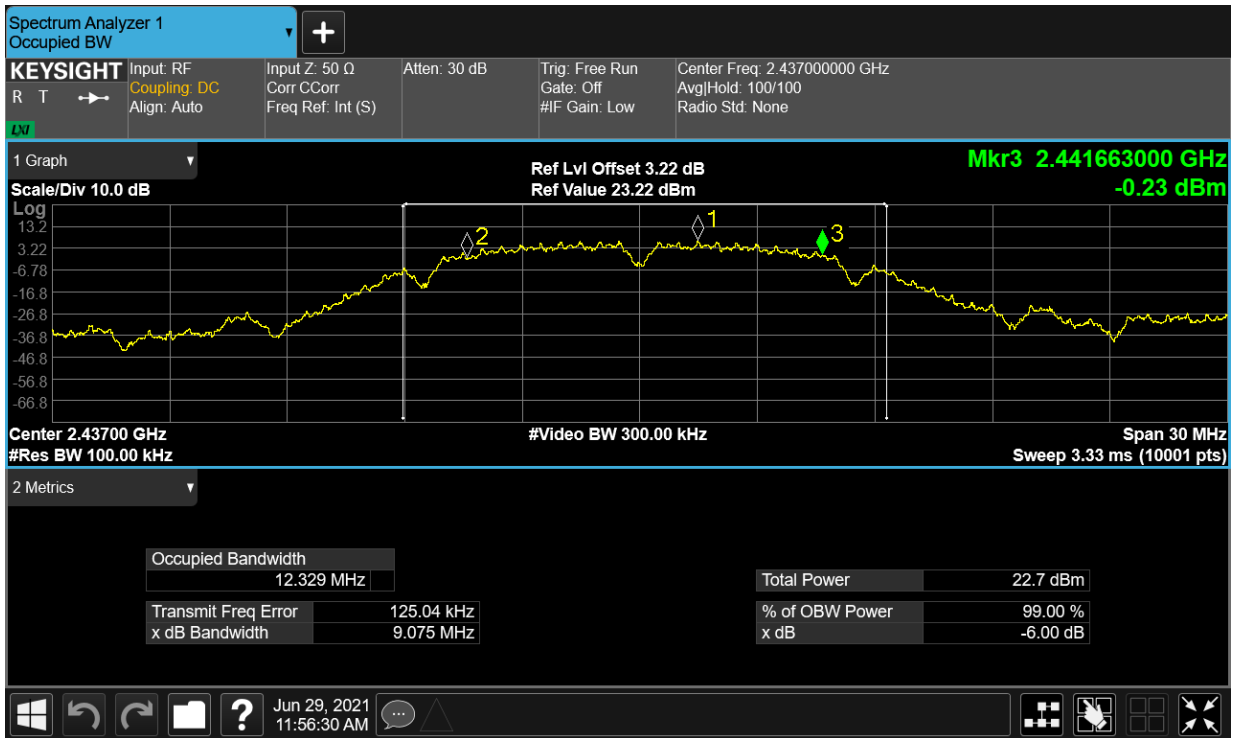 Spectrum Analyzer 1
Occupied BW
KEYSIGHT
R T
LXI
Input: RF
Coupling: DC
Align: Auto
Input Z: 50 Ω
Corr CCorr
Freq Ref: Int (S)
Atten: 30 dB
Trig: Free Run
Gate: Off
#IF Gain: Low
Center Freq: 2.437000000 GHz
Avg|Hold: 100/100
Radio Std: None
1 Graph
Scale/Div 10.0 dB
Ref Lvl Offset 3.22 dB
Ref Value 23.22 dBm
Mkr3 2.441663000 GHz
-0.23 dBm
Log
13.2
3.22
-6.78
-16.8
-26.8
-36.8
-46.8
-56.8
-66.8
2
1
3
Center 2.43700 GHz
#Video BW 300.00 kHz
Span 30 MHz
#Res BW 100.00 kHz
Sweep 3.33 ms (10001 pts)
2 Metrics
Occupied Bandwidth
12.329 MHz
Total Power 22.7 dBm
Transmit Freq Error 125.04 kHz
% of OBW Power 99.00 %
x dB Bandwidth 9.075 MHz
x dB -6.00 dB
?
Jun 29, 2021
11:56:30 AM